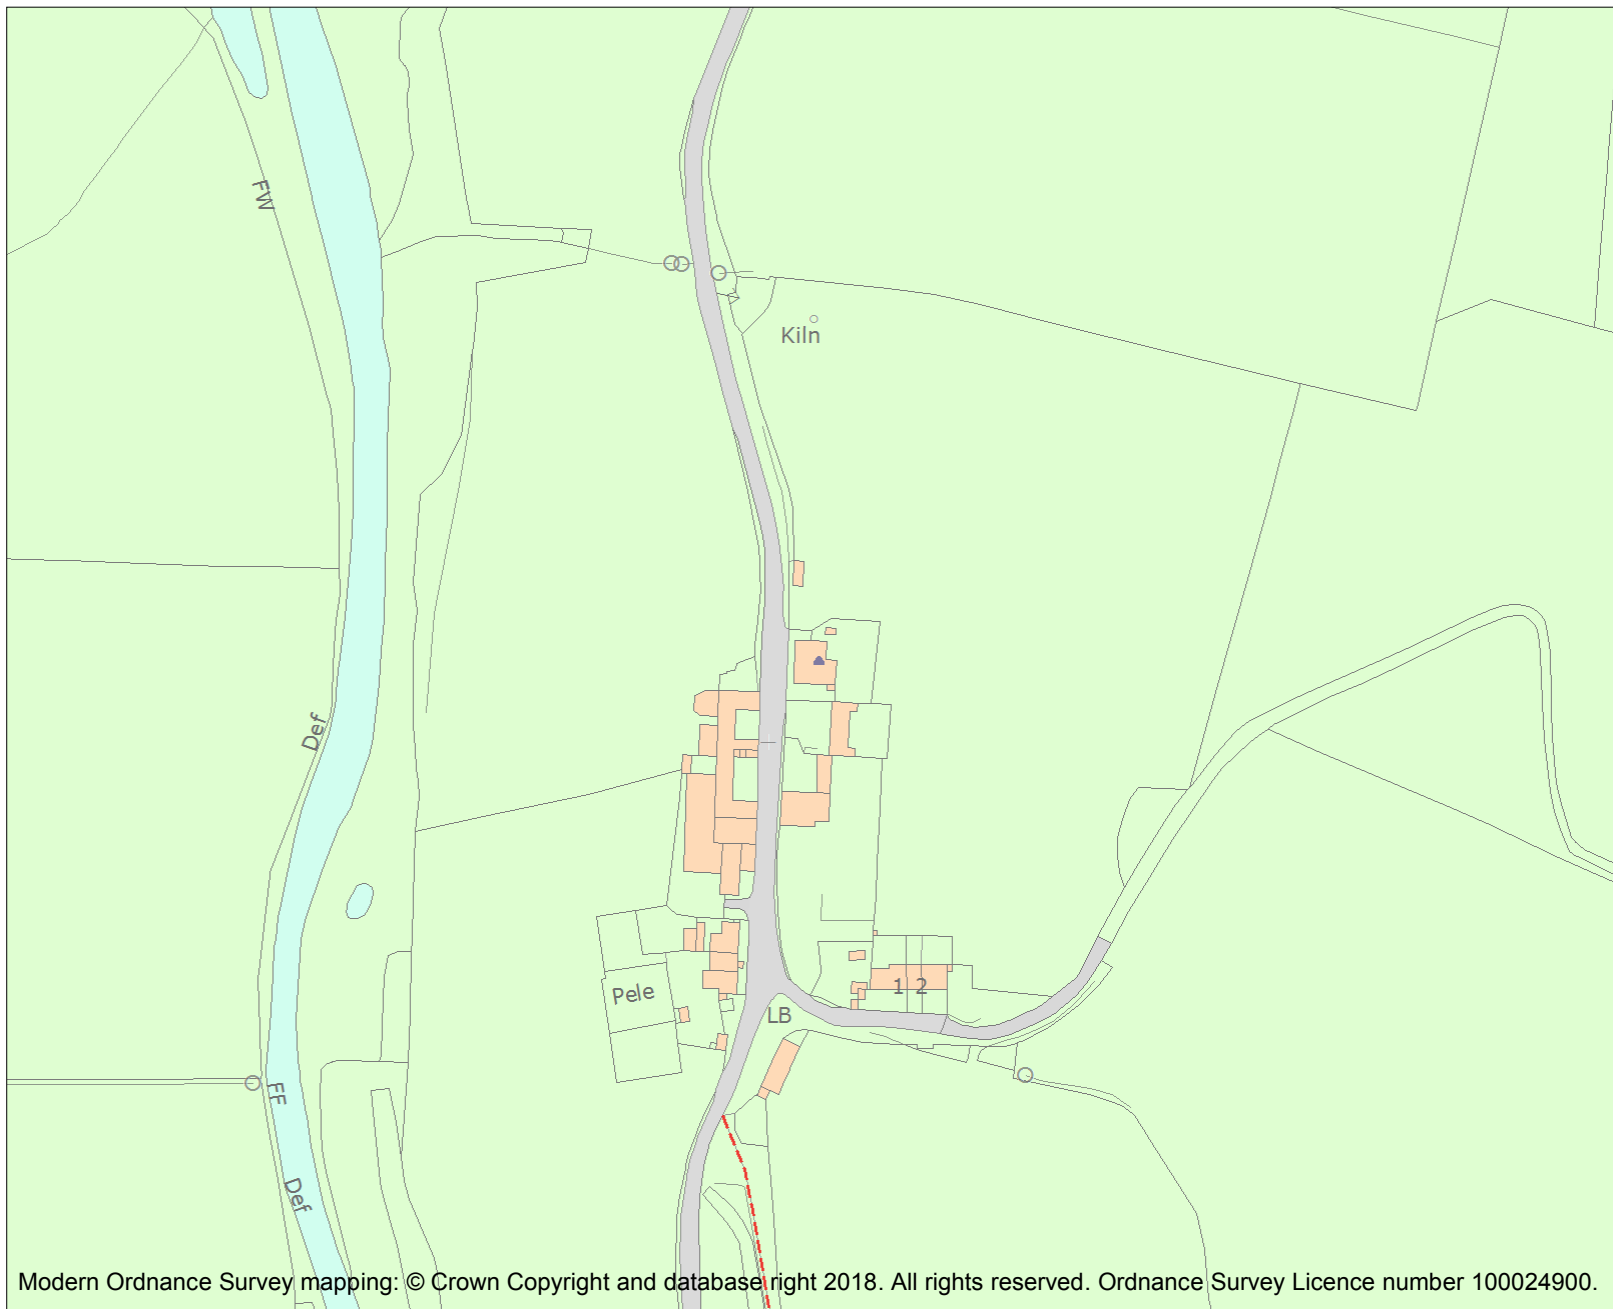 FW
Kiln
Def
Pele
1 2
LB
FF
Def
Modern Ordnance Survey mapping: © Crown Copyright and database right 2018. All rights reserved. Ordnance Survey Licence number 100024900.